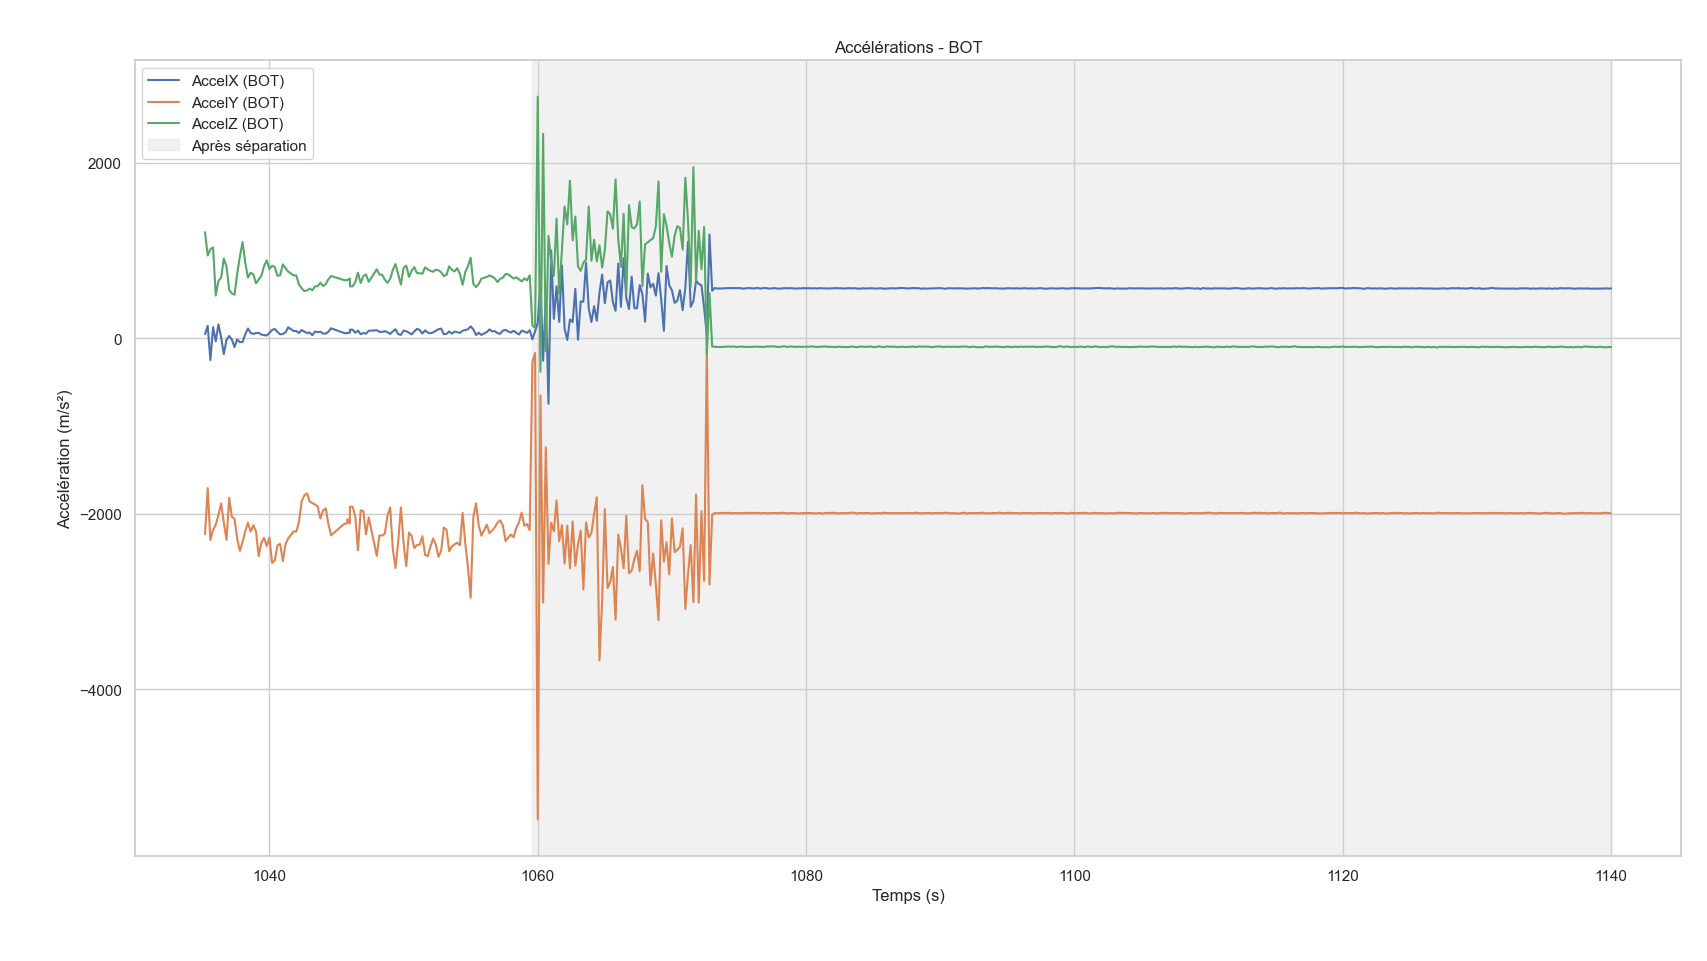 Accélérations - BOT
AccelX (BOT)
AccelY (BOT)
AccelZ (BOT)
Après séparation
2000
0
−2000
−4000
Accélération (m/s²)
1040
1060
1080
1100
1120
1140
Temps (s)